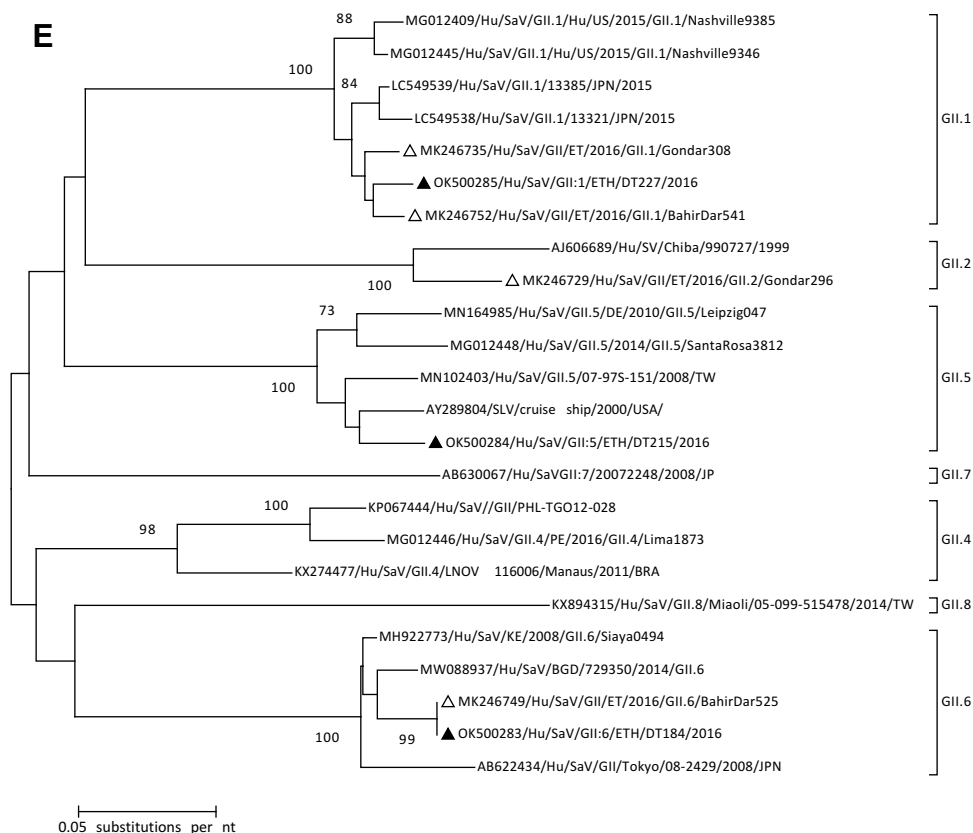 E
88
MG012409/Hu/SaV/GII.1/Hu/US/2015/GII.1/Nashville9385
MG012445/Hu/SaV/GII.1/Hu/US/2015/GII.1/Nashville9346
100
84
LC549539/Hu/SaV/GII.1/13385/JPN/2015
LC549538/Hu/SaV/GII.1/13321/JPN/2015
GII.1
MK246735/Hu/SaV/GII/ET/2016/GII.1/Gondar308
OK500285/Hu/SaV/GII:1/ETH/DT227/2016
MK246752/Hu/SaV/GII/ET/2016/GII.1/BahirDar541
AJ606689/Hu/SV/Chiba/990727/1999
GII.2
100
MK246729/Hu/SaV/GII/ET/2016/GII.2/Gondar296
73
MN164985/Hu/SaV/GII.5/DE/2010/GII.5/Leipzig047
MG012448/Hu/SaV/GII.5/2014/GII.5/SantaRosa3812
100
MN102403/Hu/SaV/GII.5/07-97S-151/2008/TW
GII.5
AY289804/SLV/cruise ship/2000/USA/
OK500284/Hu/SaV/GII:5/ETH/DT215/2016
AB630067/Hu/SaVGII:7/20072248/2008/JP
GII.7
100
KP067444/Hu/SaV//GII/PHL-TGO12-028
98
MG012446/Hu/SaV/GII.4/PE/2016/GII.4/Lima1873
GII.4
KX274477/Hu/SaV/GII.4/LNOV 116006/Manaus/2011/BRA
KX894315/Hu/SaV/GII.8/Miaoli/05-099-515478/2014/TW
GII.8
MH922773/Hu/SaV/KE/2008/GII.6/Siaya0494
MW088937/Hu/SaV/BGD/729350/2014/GII.6
MK246749/Hu/SaV/GII/ET/2016/GII.6/BahirDar525
GII.6
100
99
OK500283/Hu/SaV/GII:6/ETH/DT184/2016
AB622434/Hu/SaV/GII/Tokyo/08-2429/2008/JPN
0.05 substitutions per nt